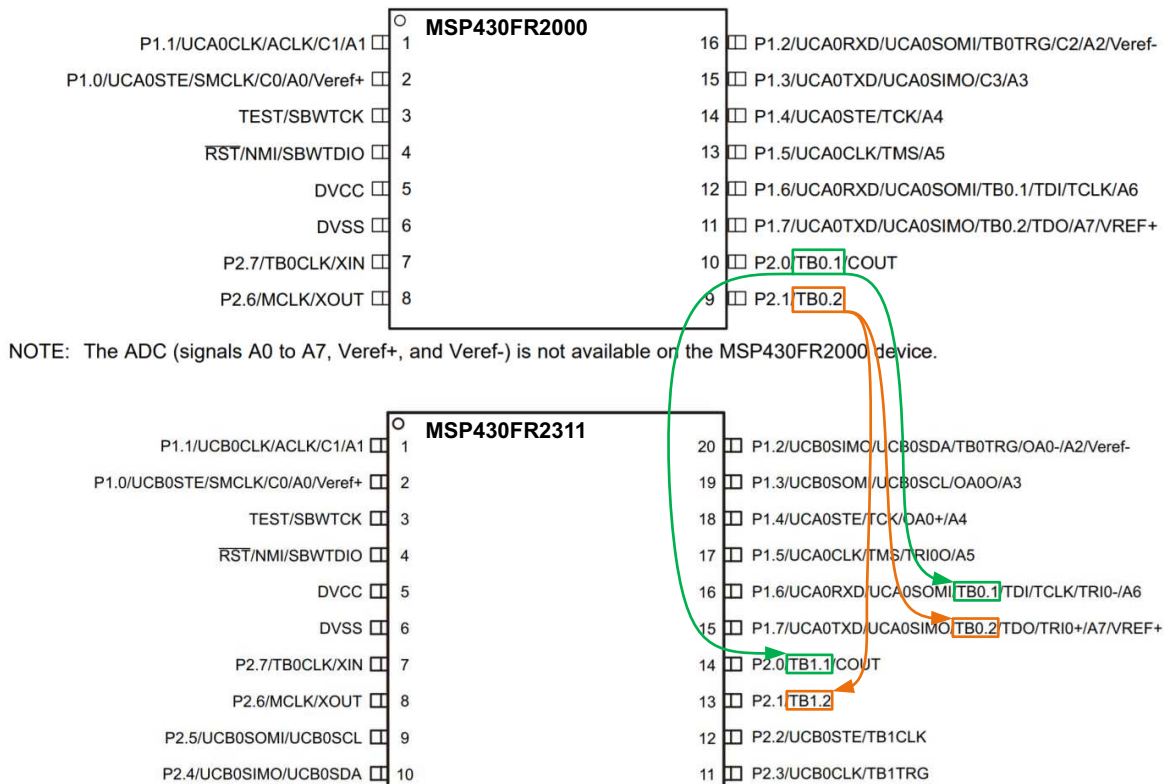 MSP430FR2000
P1.1/UCA0CLK/ACLK/C1/A1 1 16 P1.2/UCA0RXD/UCA0SOMI/TB0TRG/C2/A2/Veref-
P1.0/UCA0STE/SMCLK/C0/A0/Veref+ 2 15 P1.3/UCA0TXD/UCA0SIMO/C3/A3
TEST/SBWTCK 3 14 P1.4/UCA0STE/TCK/A4
RST/NMI/SBWTDIO 4 13 P1.5/UCA0CLK/TMS/A5
DVCC 5 12 P1.6/UCA0RXD/UCA0SOMI/TB0.1/TDI/TCLK/A6
DVSS 6 11 P1.7/UCA0TXD/UCA0SIMO/TB0.2/TDO/A7/VREF+
P2.7/TB0CLK/XIN 7 10 P2.0/TB0.1/COUT
P2.6/MCLK/XOUT 8 9 P2.1/TB0.2
NOTE: The ADC (signals A0 to A7, Veref+, and Veref-) is not available on the MSP430FR2000 device.
MSP430FR2311
P1.1/UCB0CLK/ACLK/C1/A1 1 20 P1.2/UCB0SIMO/UCB0SDA/TB0TRG/OA0-/A2/Veref-
P1.0/UCB0STE/SMCLK/C0/A0/Veref+ 2 19 P1.3/UCB0SOMI/UCB0SCL/OA0O/A3
TEST/SBWTCK 3 18 P1.4/UCA0STE/TCK/OA0+/A4
RST/NMI/SBWTDIO 4 17 P1.5/UCA0CLK/TMS/TRI0O/A5
DVCC 5 16 P1.6/UCA0RXD/UCA0SOMI/TB0.1/TDI/TCLK/TRI0-/A6
DVSS 6 15 P1.7/UCA0TXD/UCA0SIMO/TB0.2/TDO/TRI0+/A7/VREF+
P2.7/TB0CLK/XIN 7 14 P2.0/TB1.1/COUT
P2.6/MCLK/XOUT 8 13 P2.1/TB1.2
P2.5/UCB0SOMI/UCB0SCL 9 12 P2.2/UCB0STE/TB1CLK
P2.4/UCB0SIMO/UCB0SDA 10 11 P2.3/UCB0CLK/TB1TRG